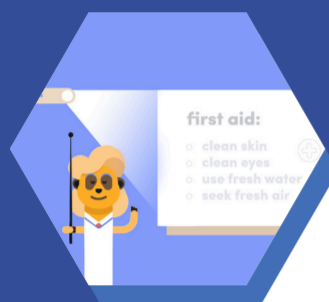 first aid:
clean skin
clean eyes
use fresh water
seek fresh air